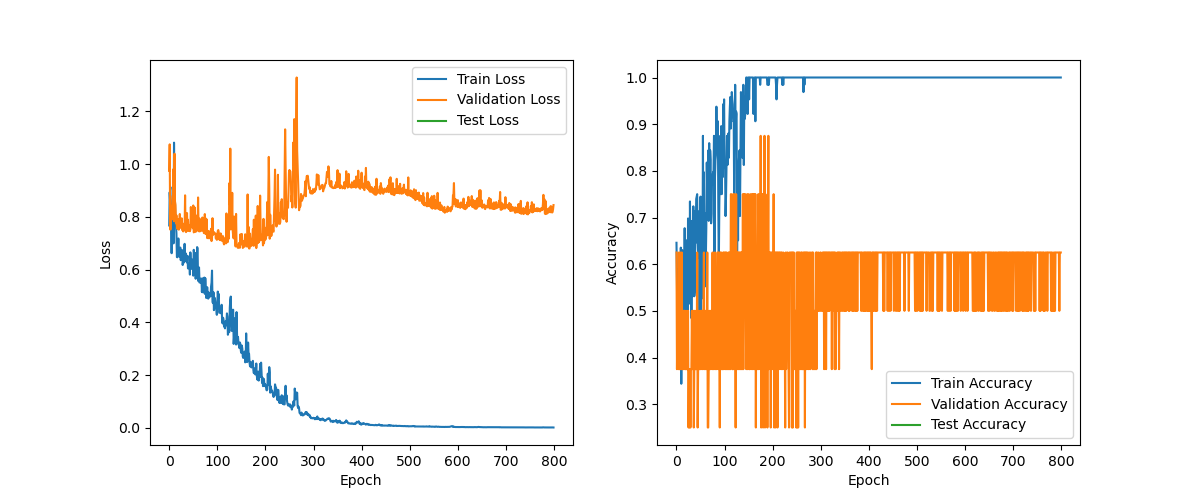 Train Loss
Validation Loss
Test Loss
1.2
1.0
0.8
0.6
0.4
0.2
0.0
Loss
0 100 200 300 400 500 600 700 800
Epoch
1.0
0.9
0.8
0.7
0.6
0.5
0.4
0.3
Accuracy
Train Accuracy
Validation Accuracy
Test Accuracy
0 100 200 300 400 500 600 700 800
Epoch